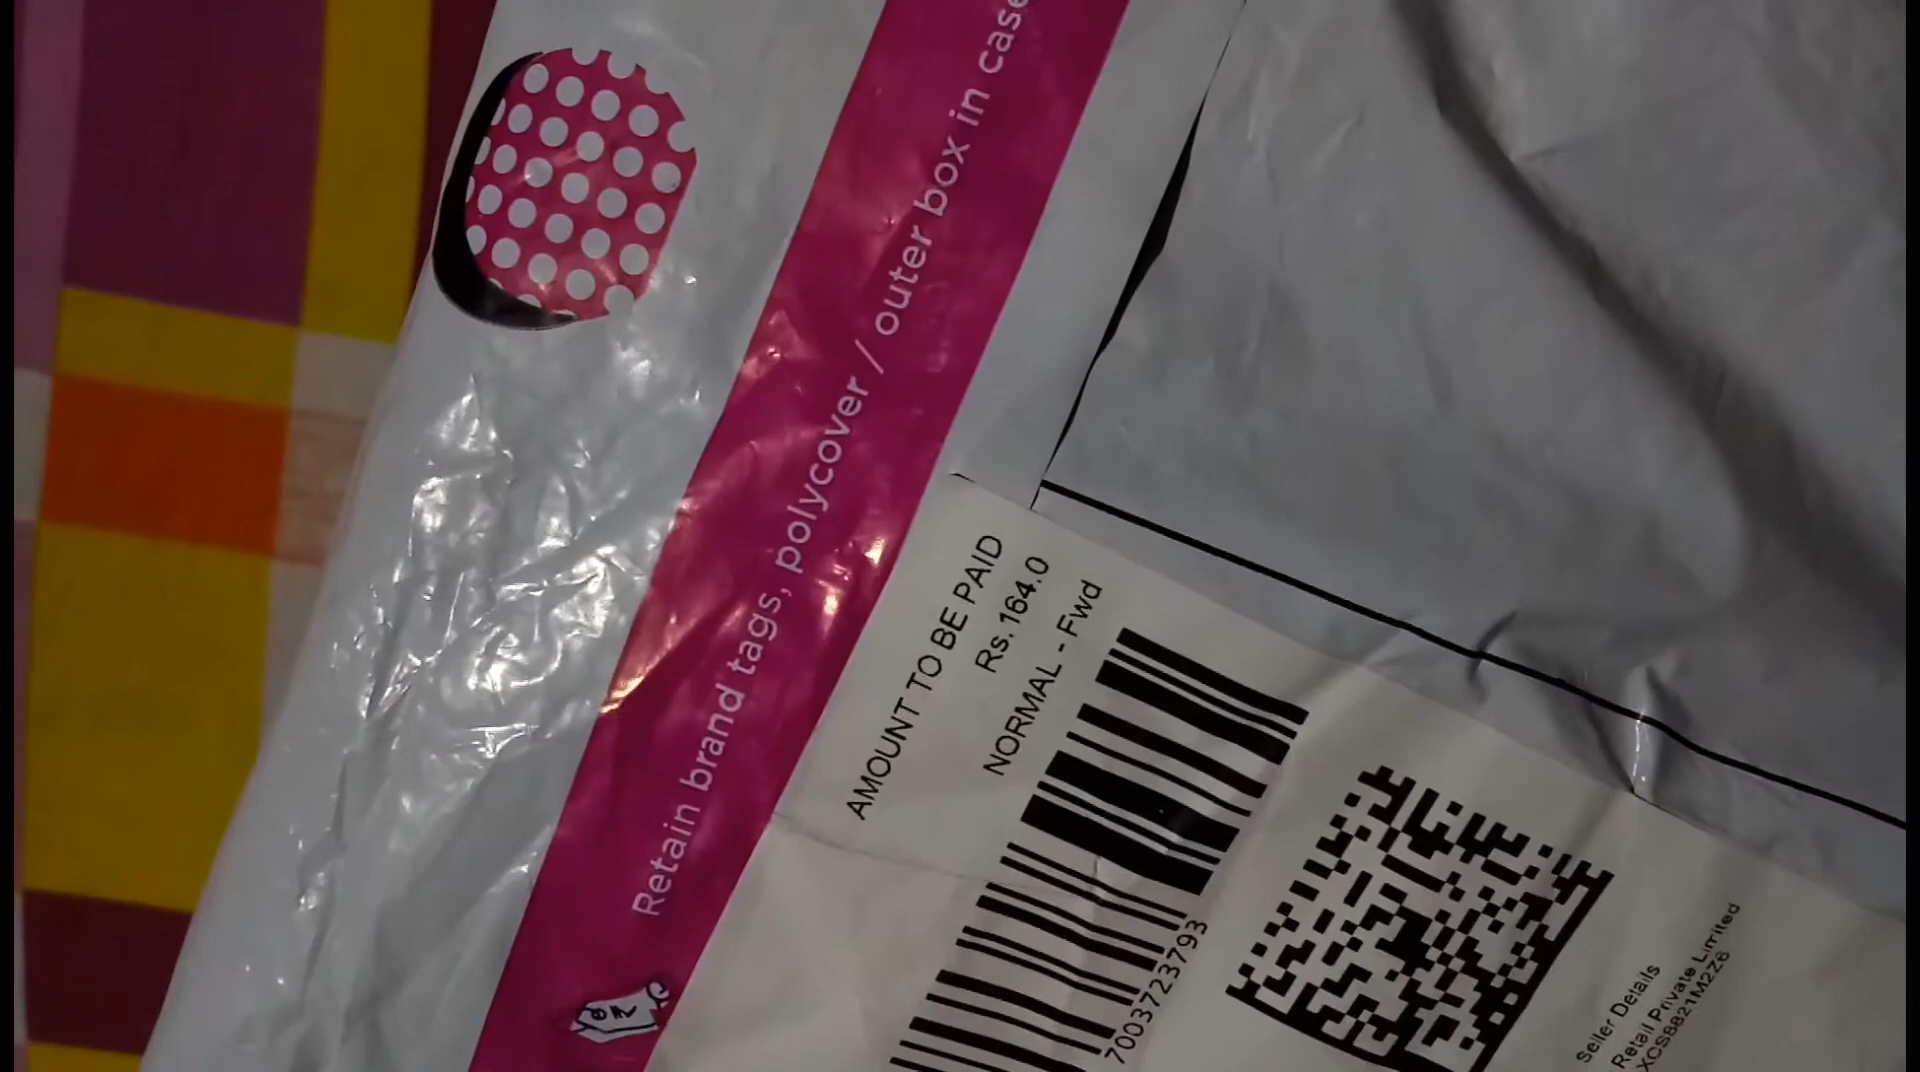 Retain brand tags, polycover / outer box in case
AMOUNT TO BE PAID
Rs. 164.0
NORMAL - Fwd
7003723793
Seller Details
Retail Private Limited
XCS8821M2Z6